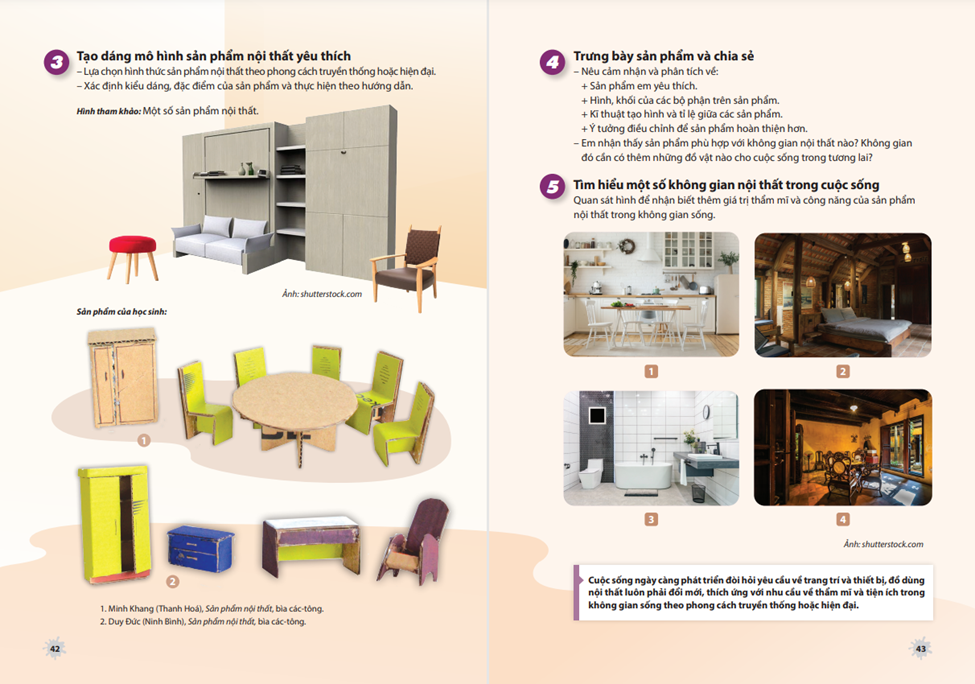 3
Tạo dáng mô hình sản phẩm nội thất yêu thích
– Lựa chọn hình thức sản phẩm nội thất theo phong cách truyền thống hoặc hiện đại.
– Xác định kiểu dáng, đặc điểm của sản phẩm và thực hiện theo hướng dẫn.
Hình tham khảo: Một số sản phẩm nội thất.
Ảnh: shutterstock.com
Sản phẩm của học sinh:
1
2
1. Minh Khang (Thanh Hoá), Sản phẩm nội thất, bìa các-tông.
2. Duy Đức (Ninh Bình), Sản phẩm nội thất, bìa các-tông.
42
4
Trưng bày sản phẩm và chia sẻ
– Nêu cảm nhận và phân tích về:
+ Sản phẩm em yêu thích.
+ Hình, khối của các bộ phận trên sản phẩm.
+ Kĩ thuật tạo hình và tỉ lệ giữa các sản phẩm.
+ Ý tưởng điều chỉnh để sản phẩm hoàn thiện hơn.
– Em nhận thấy sản phẩm phù hợp với không gian nội thất nào? Không gian
đó cần có thêm những đồ vật nào cho cuộc sống trong tương lai?
5
Tìm hiểu một số không gian nội thất trong cuộc sống
Quan sát hình để nhận biết thêm giá trị thẩm mĩ và công năng của sản phẩm
nội thất trong không gian sống.
1
2
3
4
Ảnh: shutterstock.com
Cuộc sống ngày càng phát triển đòi hỏi yêu cầu về trang trí và thiết bị, đồ dùng
nội thất luôn phải đổi mới, thích ứng với nhu cầu về thẩm mĩ và tiện ích trong
không gian sống theo phong cách truyền thống hoặc hiện đại.
43